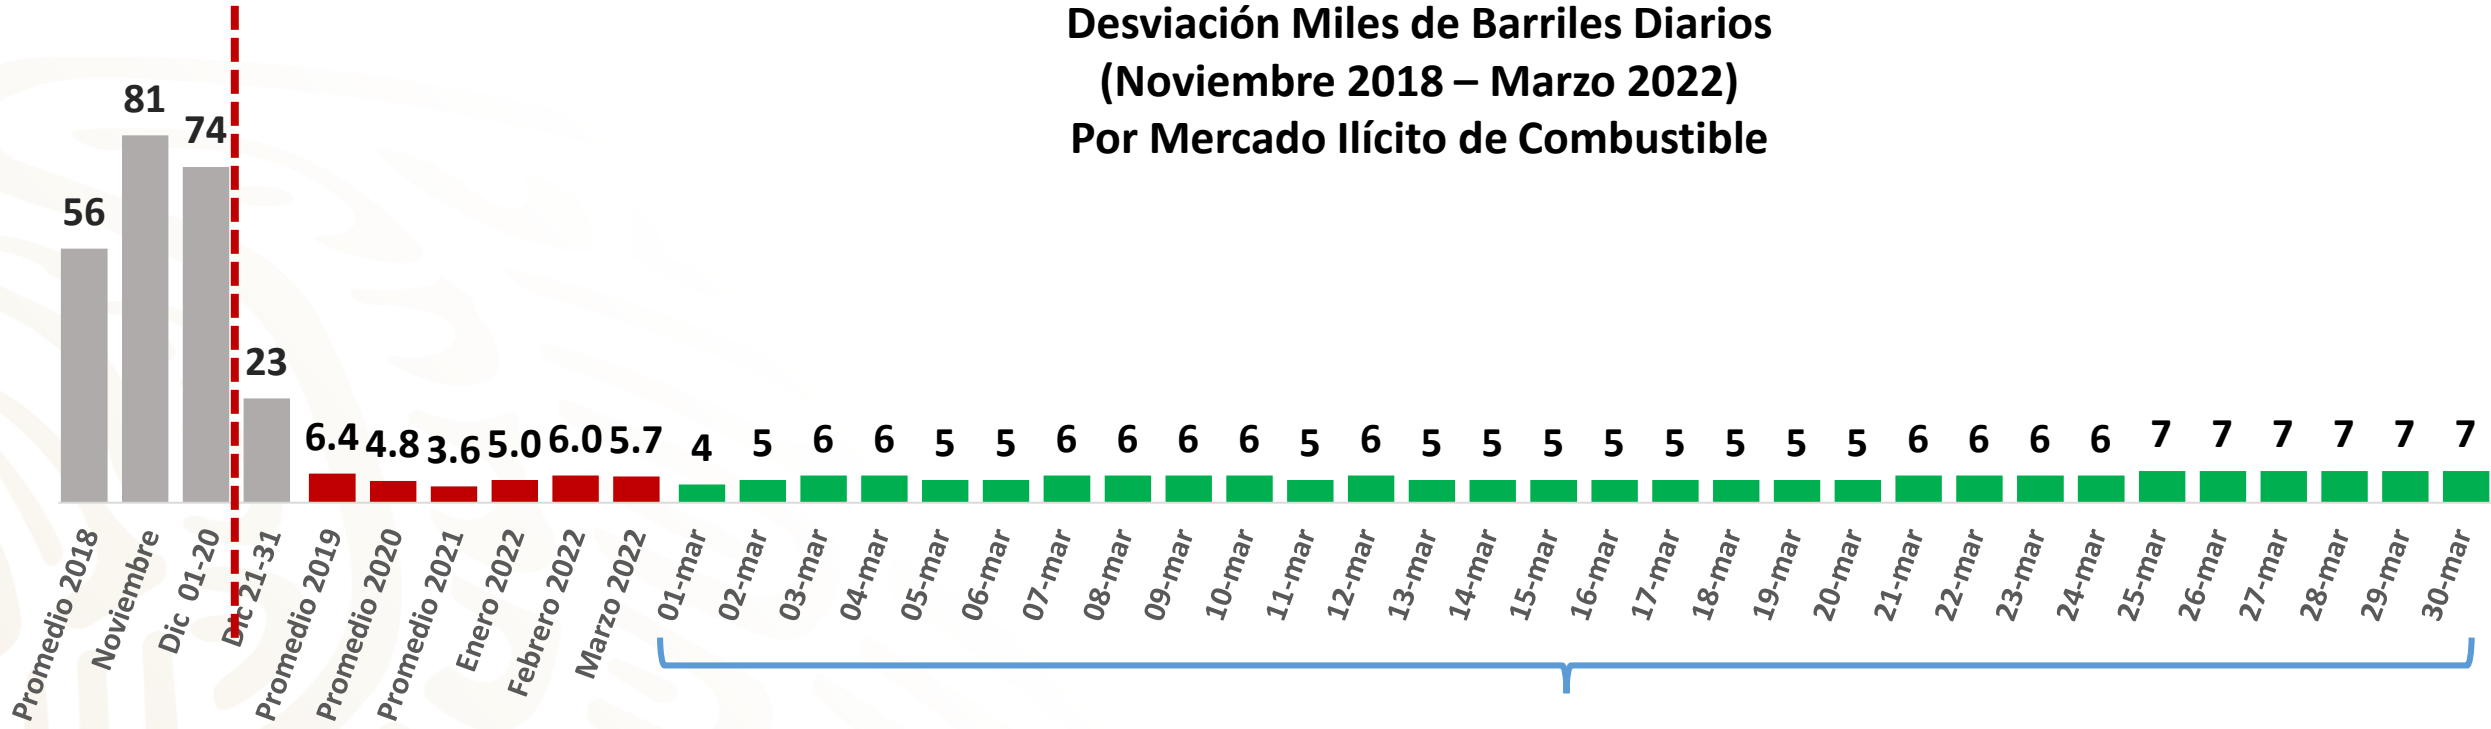 Desviación Miles de Barriles Diarios
(Noviembre 2018 – Marzo 2022)
Por Mercado Ilícito de Combustible
56
81
74
23
6.4
4.8
3.6
5.0
6.0
5.7
4
5
6
6
5
5
6
6
6
6
5
6
5
5
5
5
5
5
5
5
6
6
6
6
7
7
7
7
7
7
Promedio 2018
Noviembre
Dic 01-20
Dic 21-31
Promedio 2019
Promedio 2020
Promedio 2021
Enero 2022
Febrero 2022
Marzo 2022
01-mar
02-mar
03-mar
04-mar
05-mar
06-mar
07-mar
08-mar
09-mar
10-mar
11-mar
12-mar
13-mar
14-mar
15-mar
16-mar
17-mar
18-mar
19-mar
20-mar
21-mar
22-mar
23-mar
24-mar
25-mar
26-mar
27-mar
28-mar
29-mar
30-mar